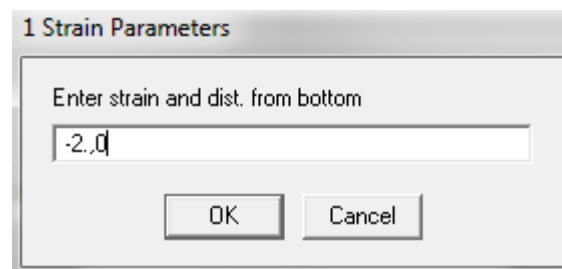 1 Strain Parameters
Enter strain and dist. from bottom
-2.,0
OK
Cancel